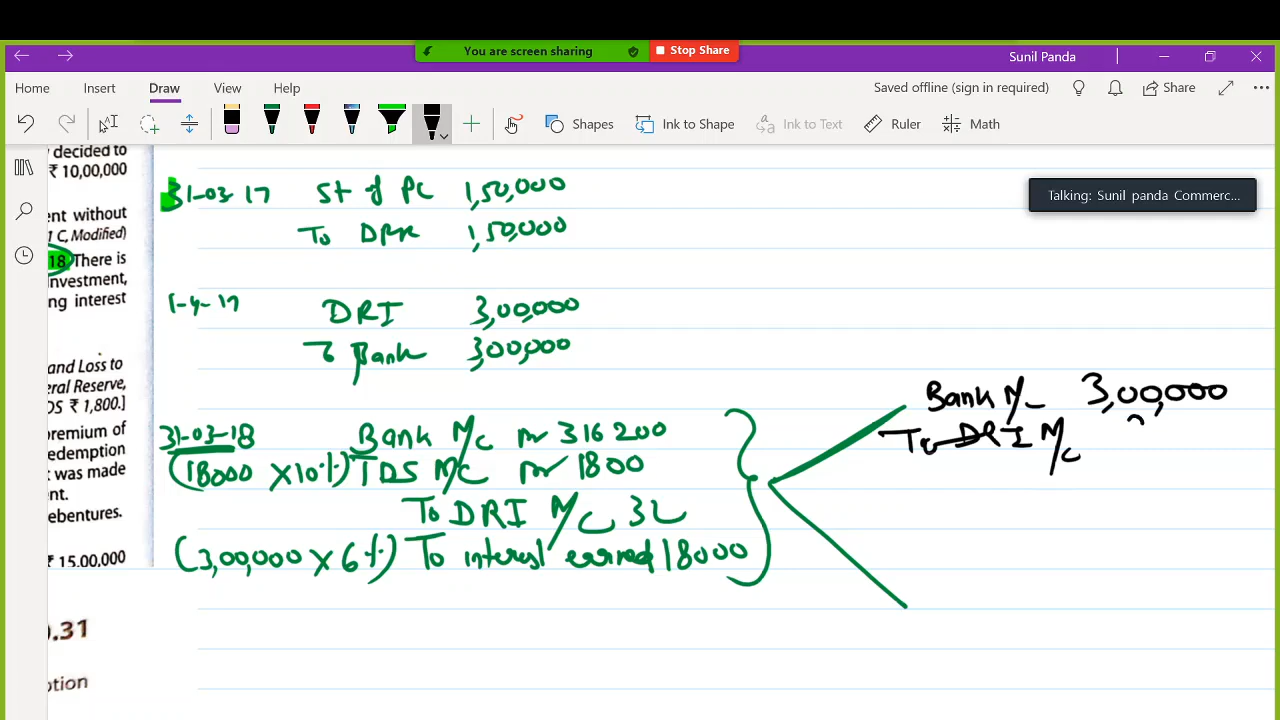 You are screen sharing
Stop Share
Sunil Panda
Home Insert Draw View Help
Saved offline (sign in required)
Share
Shapes
Ink to Shape
Ink to Text
Ruler
Math
Talking: Sunil panda Commerc...
decided to
₹ 10,00,000
ent without
1 C, Modified)
18 There is
nvestment,
ng interest
and Loss to
eral Reserve,
DS ₹ 1,800.]
oremium of
edemption
t was made
ent.
ebentures.
₹ 15,00,000
0.31
otion
31-03-17 St of PL 1,50,000
To DRR 1,50,000
1-4-17 DRI 3,00,000
To Bank 3,00,000
31-03-18 Bank A/c Dr 316200
(18000 X10%) TDS A/c Dr 1800
To DRI A/c 3L
(3,00,000 X 6%) To interest earned 18000
Bank A/c 3,00,000
To DRI A/c